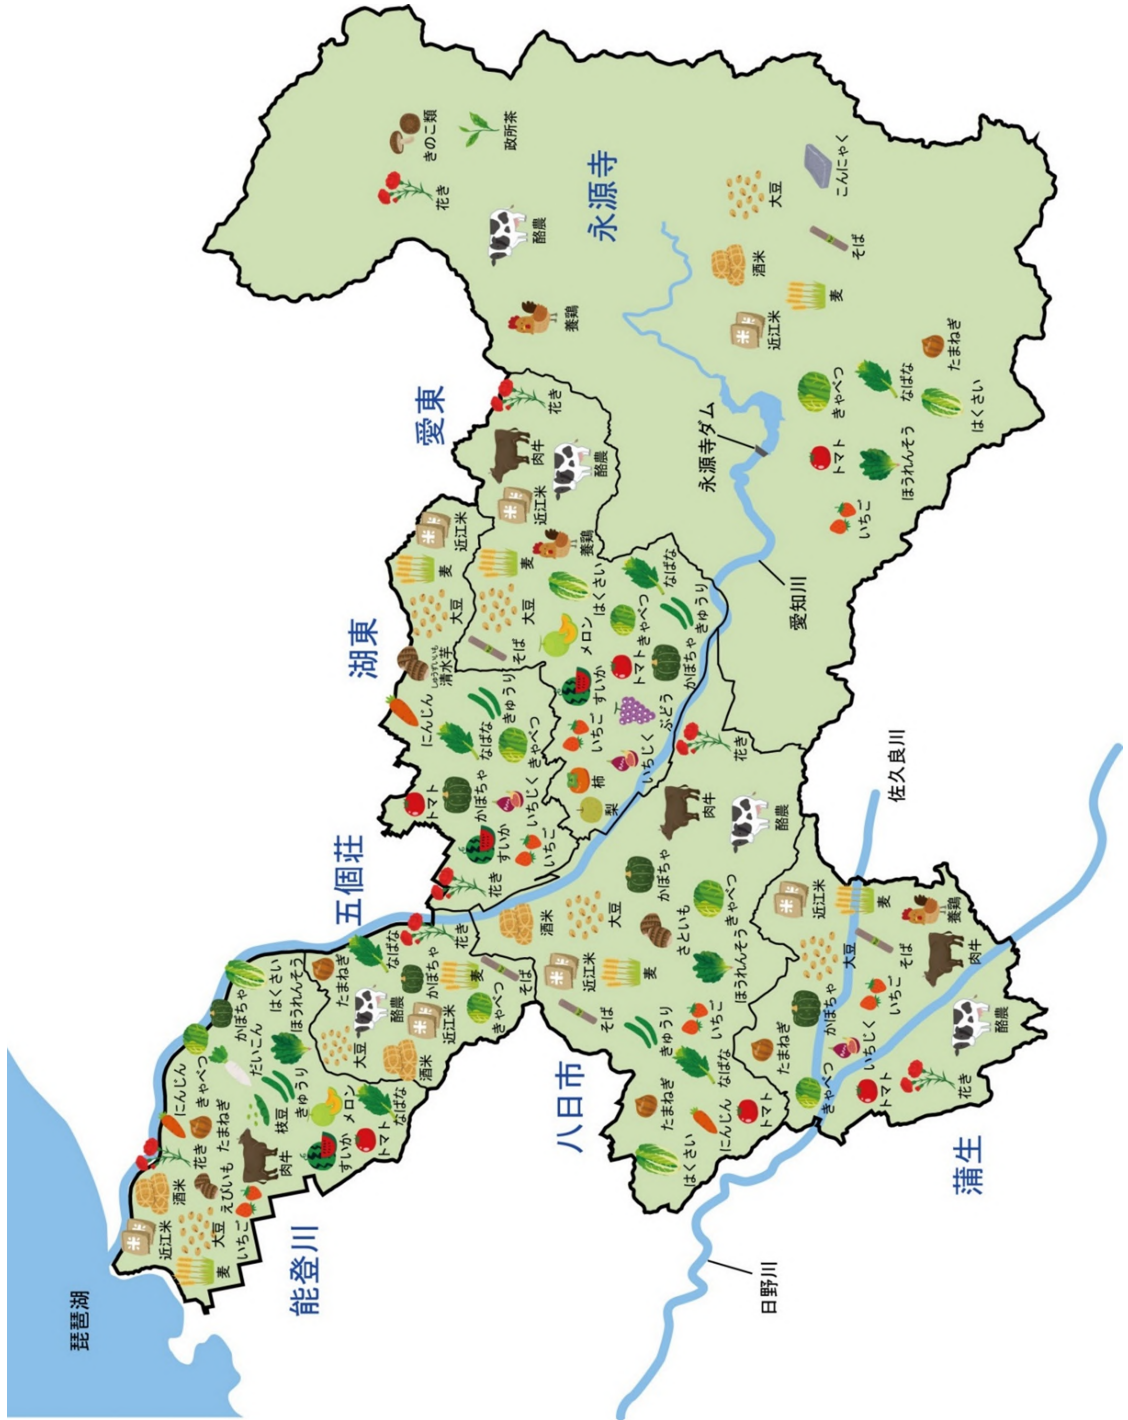 琵琶湖
能登川
近江米
酒米
花き
にんじん
きゃべつ
かぼちゃ
はくさい
麦
大豆
えびいも
たまねぎ
だいこん
ほうれんそう
いちご
肉牛
枝豆
きゅうり
すいか
メロン
トマト
なばな
五個荘
たまねぎ
なばな
花き
大豆
酪農
かぼちゃ
酒米
近江米
麦
きゃべつ
そば
湖東
花き
トマト
にんじん
清水芋
しょうずいいも
大豆
麦
近江米
かぼちゃ
なばな
きゅうり
すいか
いちじく
きゃべつ
いちご
愛東
そば
大豆
麦
近江米
肉牛
花き
養鶏
酪農
メロン
はくさい
梨
柿
いちご
すいか
トマト
きゃべつ
なばな
いちじく
ぶどう
かぼちゃ
きゅうり
永源寺
花き
きのこ類
政所茶
養鶏
酪農
近江米
酒米
大豆
麦
そば
こんにゃく
いちご
トマト
きゃべつ
ほうれんそう
なばな
はくさい
たまねぎ
永源寺ダム
愛知川
八日市
酒米
大豆
かぼちゃ
肉牛
花き
そば
近江米
麦
さといも
きゃべつ
酪農
きゅうり
いちご
ほうれんそう
はくさい
たまねぎ
なばな
にんじん
トマト
蒲生
たまねぎ
かぼちゃ
大豆
近江米
麦
きゃべつ
いちじく
いちご
そば
養鶏
トマト
花き
酪農
肉牛
佐久良川
日野川